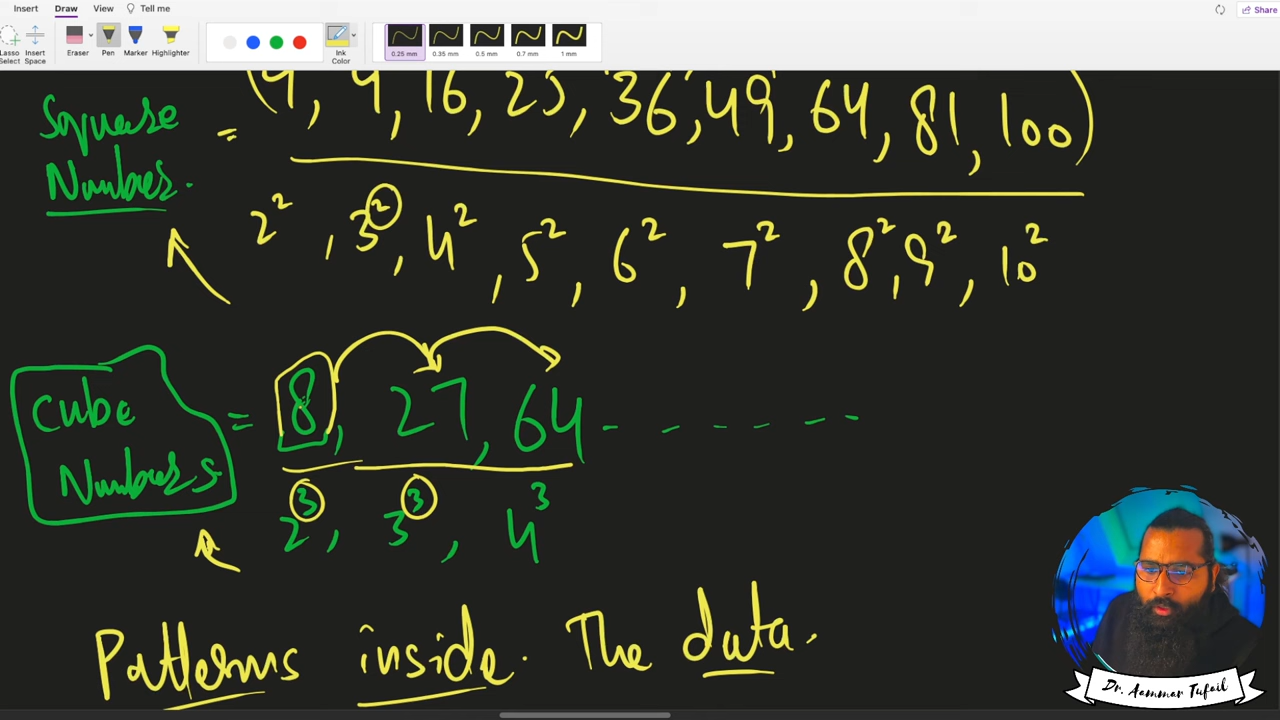 Insert Draw View Tell me
Share
Lasso Select
Insert Space
Eraser
Pen
Marker
Highlighter
Ink Color
0.25 mm 0.35 mm 0.5 mm 0.7 mm 1 mm
Square = (4, 9, 16, 25, 36, 49, 64, 81, 100)
Number.
2², 3², 4², 5², 6², 7², 8², 9², 10²
Cube = 8, 27, 64 - - - - - -
Numbers
2³, 3³, 4³
Patterns inside. The data.
Dr. Aammar Tufail